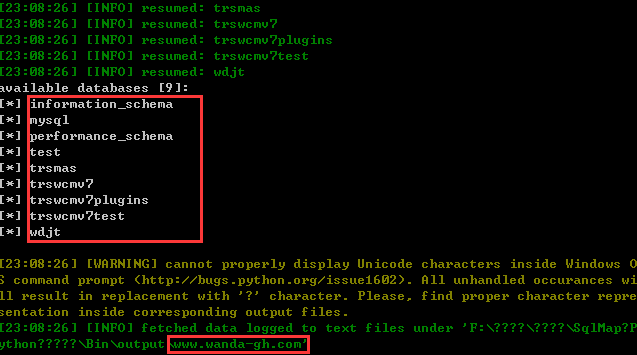 [23:08:26] [INFO] resumed: trsmas
[23:08:26] [INFO] resumed: trswcmv7
[23:08:26] [INFO] resumed: trswcmv7plugins
[23:08:26] [INFO] resumed: trswcmv7test
[23:08:26] [INFO] resumed: wdjt
available databases [9]:
[*] information_schema
[*] mysql
[*] performance_schema
[*] test
[*] trsmas
[*] trswcmv7
[*] trswcmv7plugins
[*] trswcmv7test
[*] wdjt
[23:08:26] [WARNING] cannot properly display Unicode characters inside Windows O
S command prompt (http://bugs.python.org/issue1602). All unhandled occurances wi
ll result in replacement with '?' character. Please, find proper character repre
sentation inside corresponding output files.
[23:08:26] [INFO] fetched data logged to text files under 'F:\????\????\SqlMap?P
ython?????\Bin\output\www.wanda-gh.com'